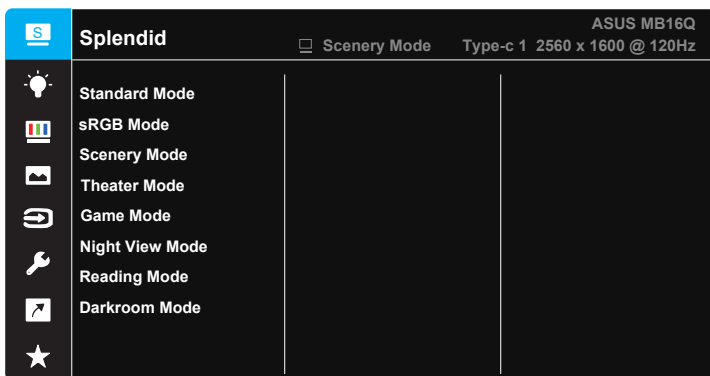 S
Splendid
ASUS MB16Q
Scenery Mode Type-c 1 2560 x 1600 @ 120Hz
Standard Mode
sRGB Mode
Scenery Mode
Theater Mode
Game Mode
Night View Mode
Reading Mode
Darkroom Mode